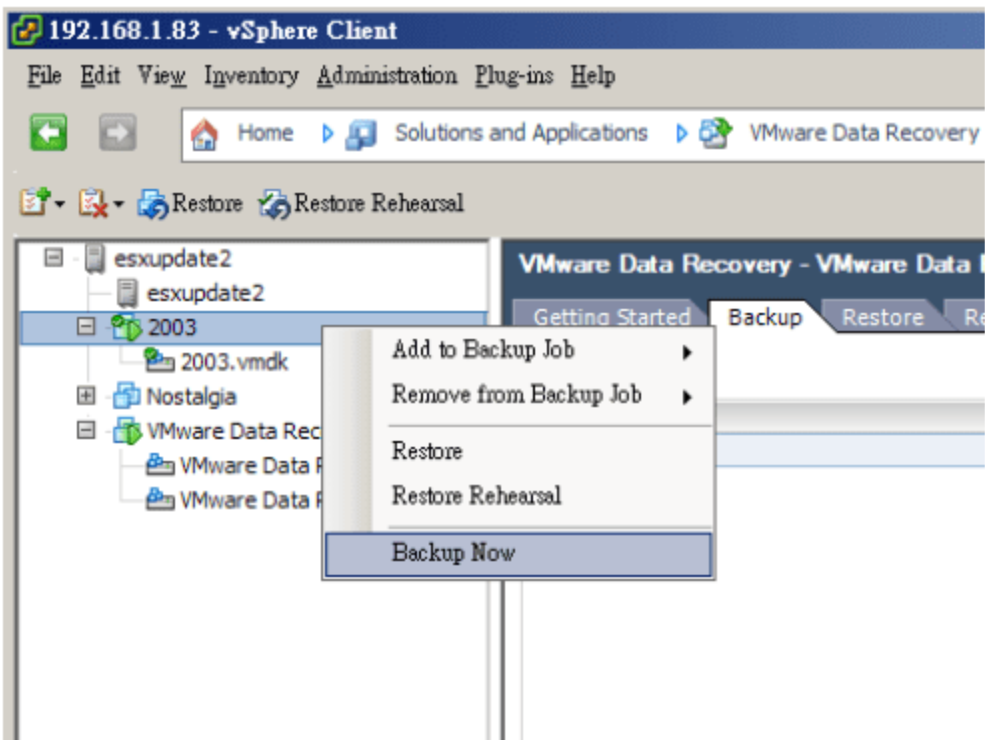 192.168.1.83 - vSphere Client
File Edit View Inventory Administration Plug-ins Help
Home Solutions and Applications VMware Data Recovery
Restore Restore Rehearsal
esxupdate2
VMware Data Recovery - VMware Data
esxupdate2
Getting Started Backup Restore Re
2003
Add to Backup Job
2003.vmdk
Remove from Backup Job
Nostalgia
VMware Data Rec
Restore
VMware Data
Restore Rehearsal
VMware Data
Backup Now